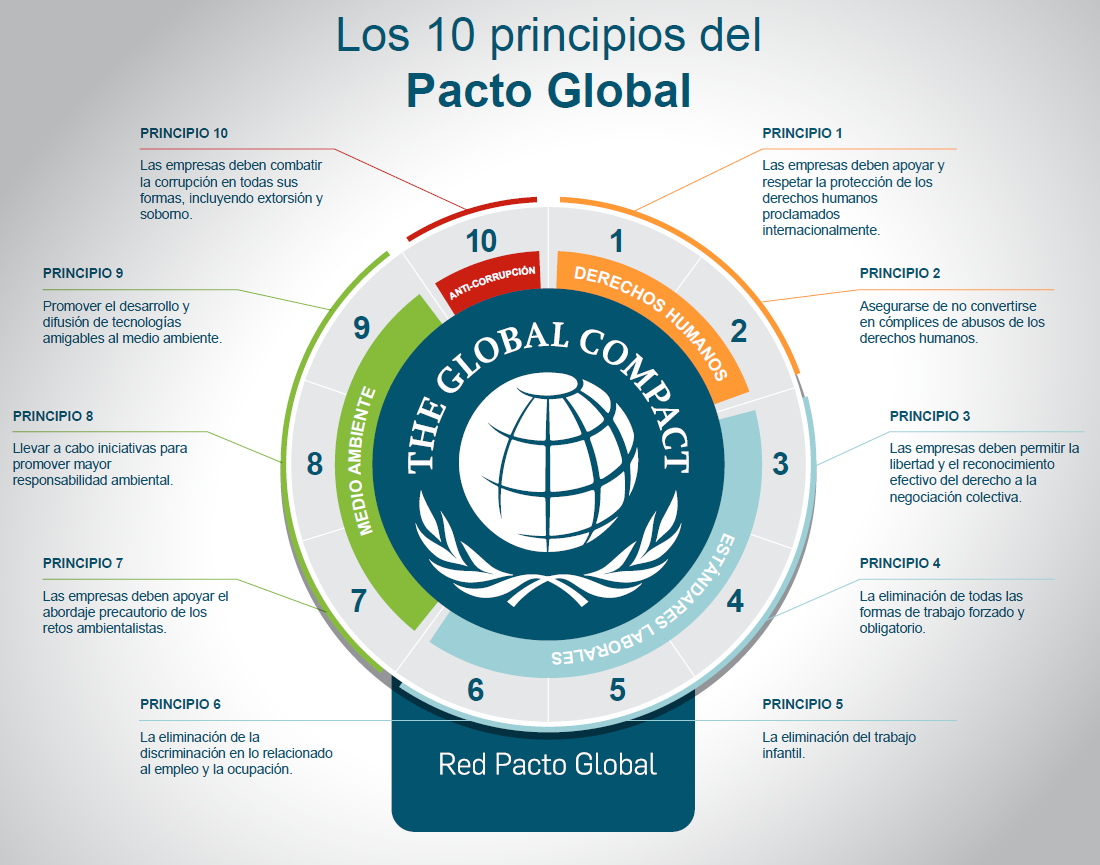 Los 10 principios del
Pacto Global
PRINCIPIO 10
Las empresas deben combatir
la corrupción en todas sus
formas, incluyendo extorsión y
soborno.
PRINCIPIO 1
Las empresas deben apoyar y
respetar la protección de los
derechos humanos
proclamados
internacionalmente.
PRINCIPIO 9
Promover el desarrollo y
difusión de tecnologías
amigables al medio ambiente.
PRINCIPIO 2
Asegurarse de no convertirse
en cómplices de abusos de los
derechos humanos.
PRINCIPIO 8
Llevar a cabo iniciativas para
promover mayor
responsabilidad ambiental.
PRINCIPIO 3
Las empresas deben permitir la
libertad y el reconocimiento
efectivo del derecho a la
negociación colectiva.
PRINCIPIO 7
Las empresas deben apoyar el
abordaje precautorio de los
retos ambientalistas.
PRINCIPIO 4
La eliminación de todas las
formas de trabajo forzado y
obligatorio.
PRINCIPIO 6
La eliminación de la
discriminación en lo relacionado
al empleo y la ocupación.
PRINCIPIO 5
La eliminación del trabajo
infantil.
10
1
2
3
4
5
6
7
8
9
ANTI-CORRUPCIÓN
DERECHOS HUMANOS
ESTÁNDARES LABORALES
MEDIO AMBIENTE
THE GLOBAL COMPACT
Red Pacto Global